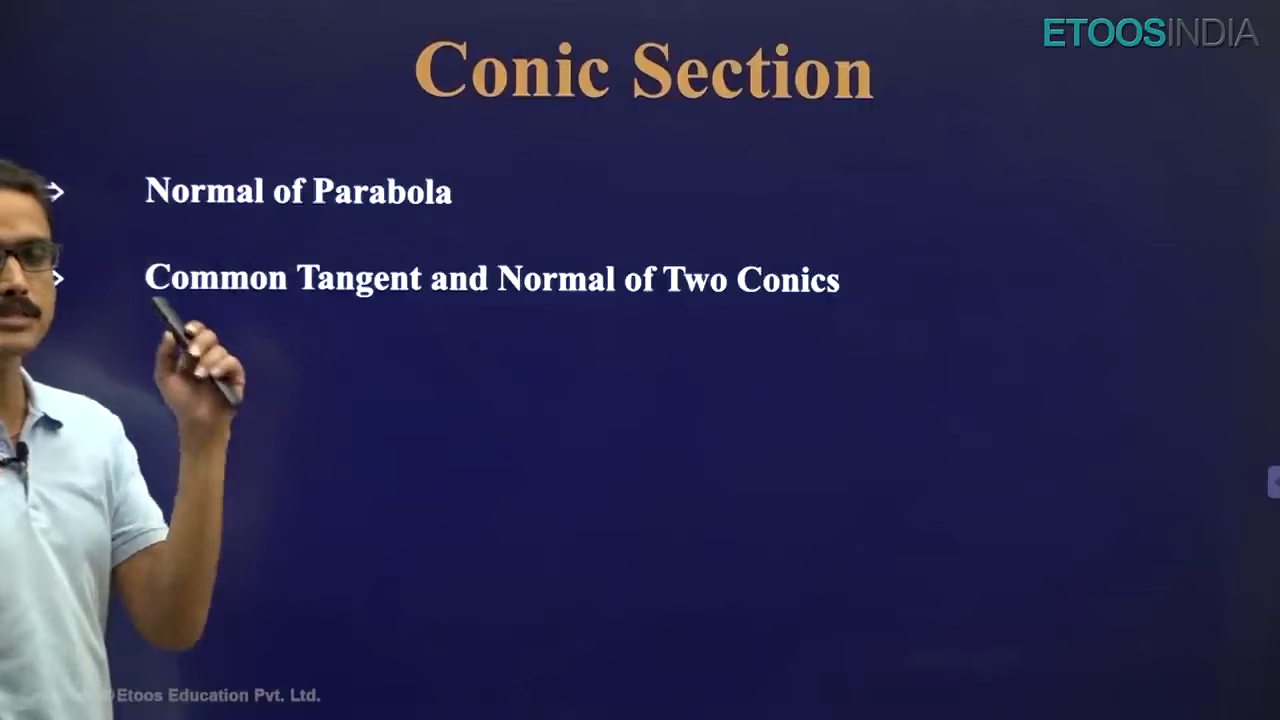 ETOOSINDIA
Conic Section
Normal of Parabola
Common Tangent and Normal of Two Conics
Etoos Education Pvt. Ltd.